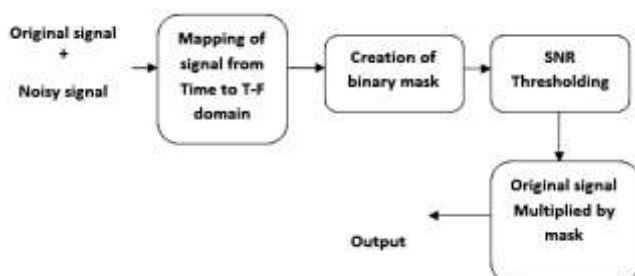 Original signal
+
Noisy signal
Mapping of
signal from
Time to T-F
domain
Creation of
binary mask
SNR
Thresholding
Original signal
Multiplied by
mask
Output